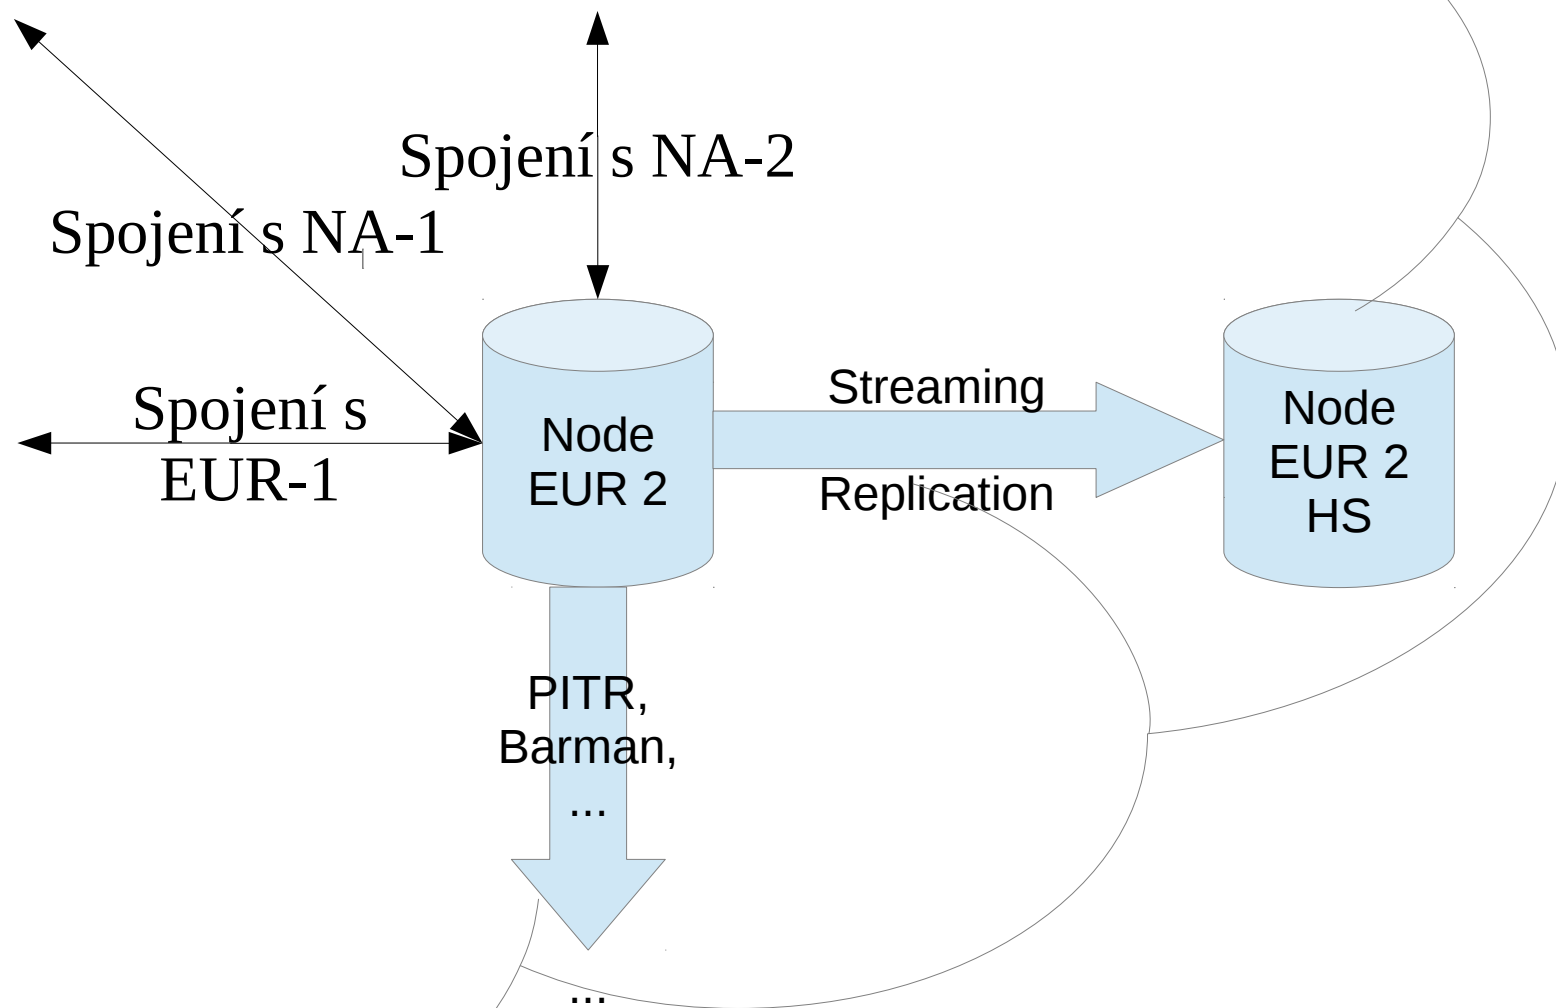 Spojení s NA-2
Spojení s NA-1
Spojení s
EUR-1
Node
EUR 2
Streaming
Replication
Node
EUR 2
HS
PITR,
Barman,
...
...